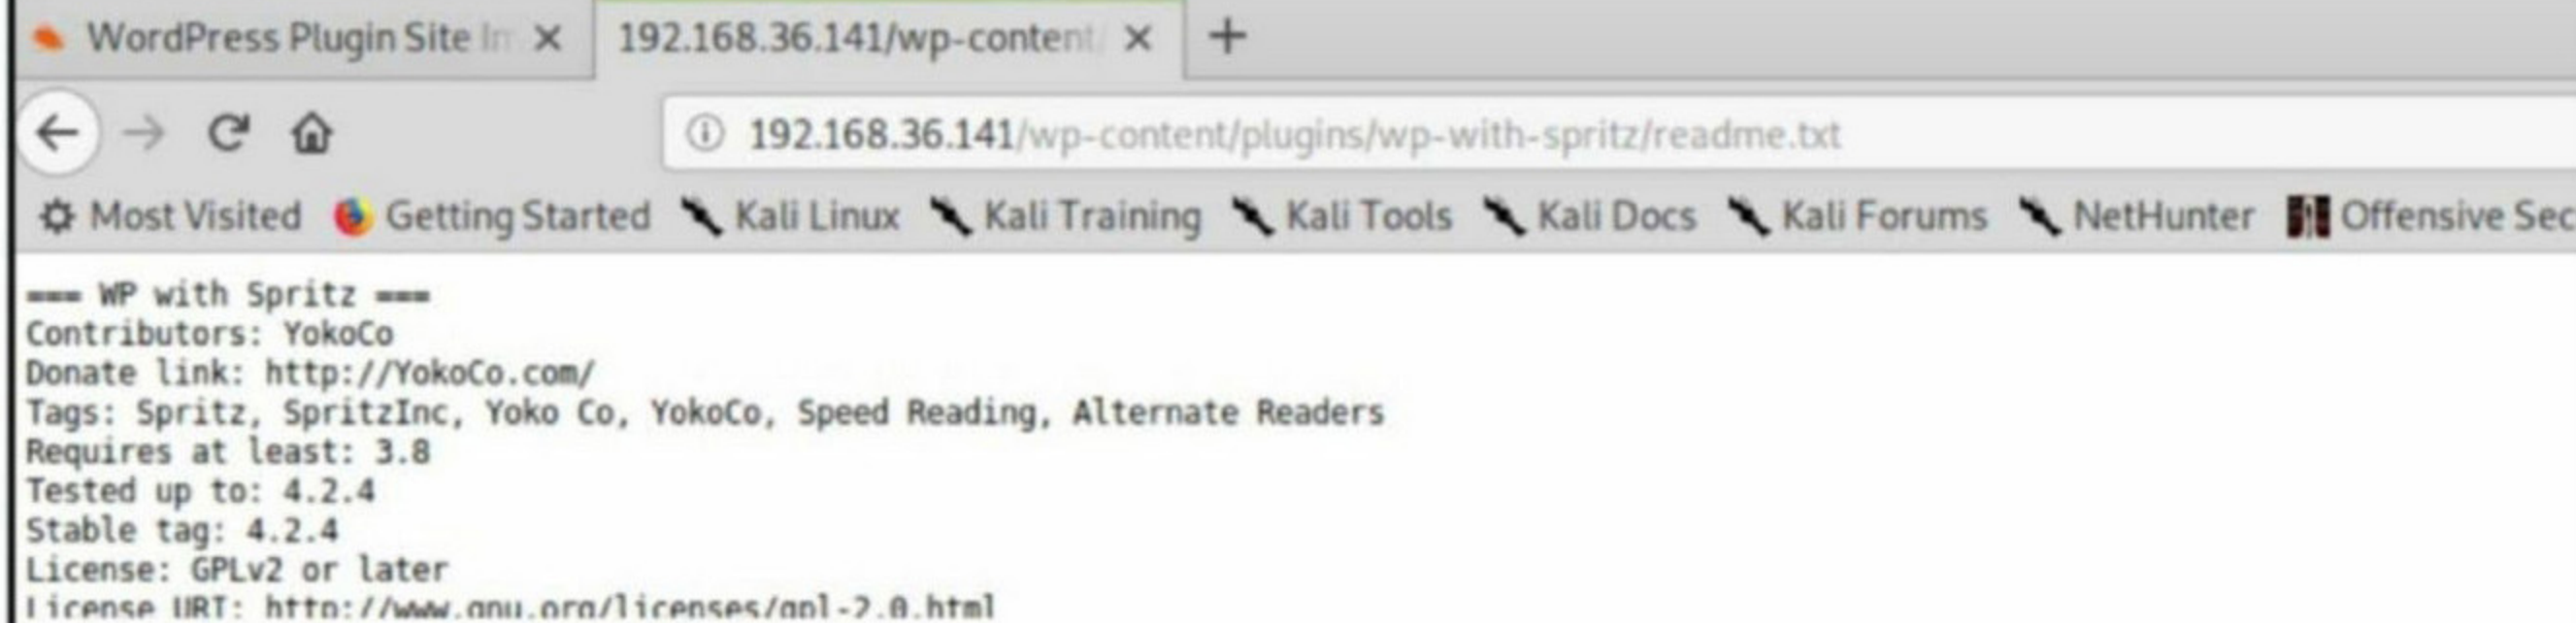 WordPress Plugin Site
192.168.36.141/wp-content/
192.168.36.141/wp-content/plugins/wp-with-spritz/readme.txt
Most Visited Getting Started Kali Linux Kali Training Kali Tools Kali Docs Kali Forums NetHunter Offensive Sec
=== WP with Spritz ===
Contributors: YokoCo
Donate link: http://YokoCo.com/
Tags: Spritz, SpritzInc, Yoko Co, YokoCo, Speed Reading, Alternate Readers
Requires at least: 3.8
Tested up to: 4.2.4
Stable tag: 4.2.4
License: GPLv2 or later
License URI: http://www.gnu.org/licenses/gpl-2.0.html